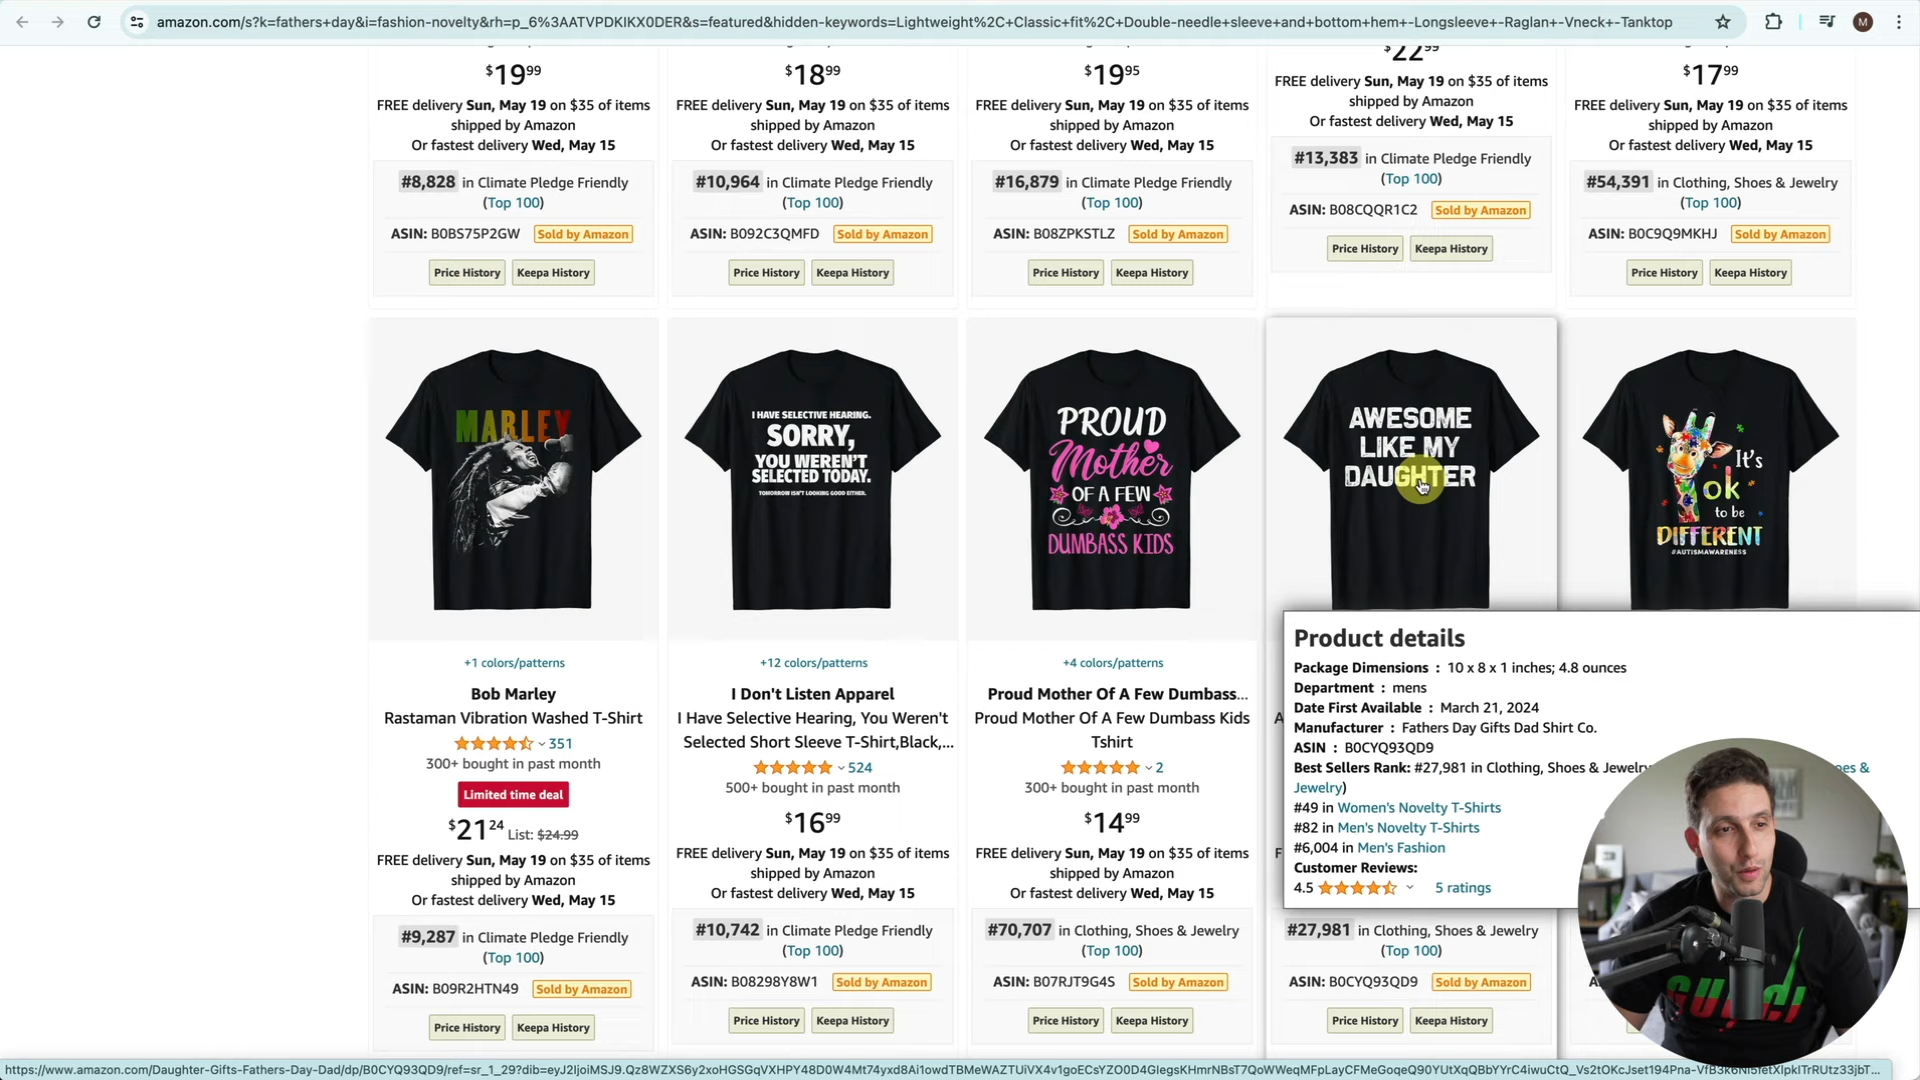 amazon.com/s?k=fathers+day&i=fashion-novelty&rh=p_6%3AATVPDKIKX0DER&s=featured&hidden-keywords=Lightweight%2C+Classic+fit%2C+Double-needle+sleeve+and+bottom+hem+-Longsleeve+-Raglan+-Vneck+-Tanktop
M
$19 99
FREE delivery Sun, May 19 on $35 of items
shipped by Amazon
Or fastest delivery Wed, May 15
#8,828 in Climate Pledge Friendly
(Top 100)
ASIN: B0BS75P2GW Sold by Amazon
Price History Keepa History
$18 99
FREE delivery Sun, May 19 on $35 of items
shipped by Amazon
Or fastest delivery Wed, May 15
#10,964 in Climate Pledge Friendly
(Top 100)
ASIN: B092C3QMFD Sold by Amazon
Price History Keepa History
$19 95
FREE delivery Sun, May 19 on $35 of items
shipped by Amazon
Or fastest delivery Wed, May 15
#16,879 in Climate Pledge Friendly
(Top 100)
ASIN: B08ZPKSTLZ Sold by Amazon
Price History Keepa History
$22 99
FREE delivery Sun, May 19 on $35 of items
shipped by Amazon
Or fastest delivery Wed, May 15
#13,383 in Climate Pledge Friendly
(Top 100)
ASIN: B08CQQR1C2 Sold by Amazon
Price History Keepa History
$17 99
FREE delivery Sun, May 19 on $35 of items
shipped by Amazon
Or fastest delivery Wed, May 15
#54,391 in Clothing, Shoes & Jewelry
(Top 100)
ASIN: B0C9Q9MKHJ Sold by Amazon
Price History Keepa History
MARLEY
+1 colors/patterns
Bob Marley
Rastaman Vibration Washed T-Shirt
351
300+ bought in past month
Limited time deal
$21 24 List: $24.99
FREE delivery Sun, May 19 on $35 of items
shipped by Amazon
Or fastest delivery Wed, May 15
#9,287 in Climate Pledge Friendly
(Top 100)
ASIN: B09R2HTN49 Sold by Amazon
Price History Keepa History
I HAVE SELECTIVE HEARING.
SORRY,
YOU WEREN'T
SELECTED TODAY.
TOMORROW ISN'T LOOKING GOOD EITHER.
+12 colors/patterns
I Don't Listen Apparel
I Have Selective Hearing, You Weren't
Selected Short Sleeve T-Shirt,Black,...
524
500+ bought in past month
$16 99
FREE delivery Sun, May 19 on $35 of items
shipped by Amazon
Or fastest delivery Wed, May 15
#10,742 in Climate Pledge Friendly
(Top 100)
ASIN: B08298Y8W1 Sold by Amazon
Price History Keepa History
PROUD
Mother
OF A FEW
DUMBASS KIDS
+4 colors/patterns
Proud Mother Of A Few Dumbass...
Proud Mother Of A Few Dumbass Kids
Tshirt
2
300+ bought in past month
$14 99
FREE delivery Sun, May 19 on $35 of items
shipped by Amazon
Or fastest delivery Wed, May 15
#70,707 in Clothing, Shoes & Jewelry
(Top 100)
ASIN: B07RJT9G4S Sold by Amazon
Price History Keepa History
AWESOME
LIKE MY
DAUGHTER
Product details
Package Dimensions : 10 x 8 x 1 inches; 4.8 ounces
Department : mens
Date First Available : March 21, 2024
Manufacturer : Fathers Day Gifts Dad Shirt Co.
ASIN : B0CYQ93QD9
Best Sellers Rank: #27,981 in Clothing, Shoes & Jewelry
Jewelry)
#49 in Women's Novelty T-Shirts
#82 in Men's Novelty T-Shirts
#6,004 in Men's Fashion
Customer Reviews:
4.5 5 ratings
#27,981 in Clothing, Shoes & Jewelry
(Top 100)
ASIN: B0CYQ93QD9 Sold by Amazon
Price History Keepa History
It's
ok
to be
DIFFERENT
#AUTISMAWARENESS